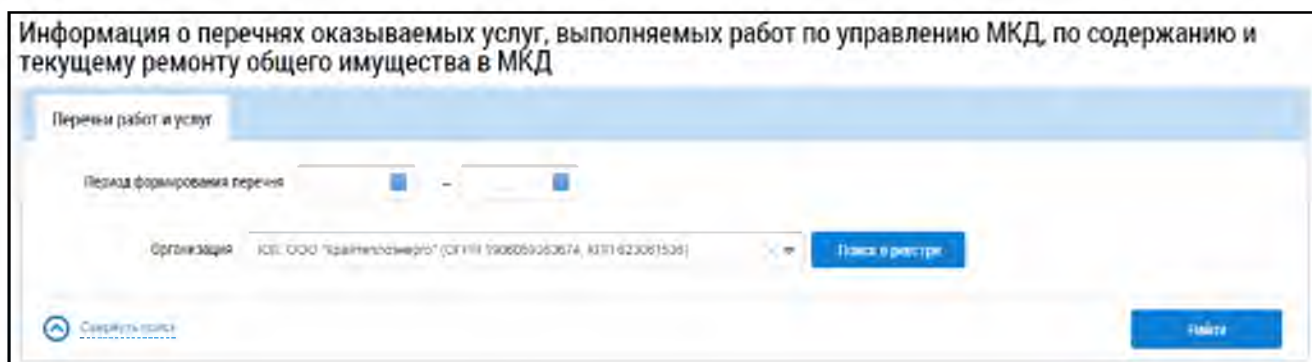 Информация о перечнях оказываемых услуг, выполняемых работ по управлению МКД, по содержанию и
текущему ремонту общего имущества в МКД
Перечни работ и услуг
Период формирования перечня –
Организация ООО Поиск в реестре
Свернуть поиск
Найти